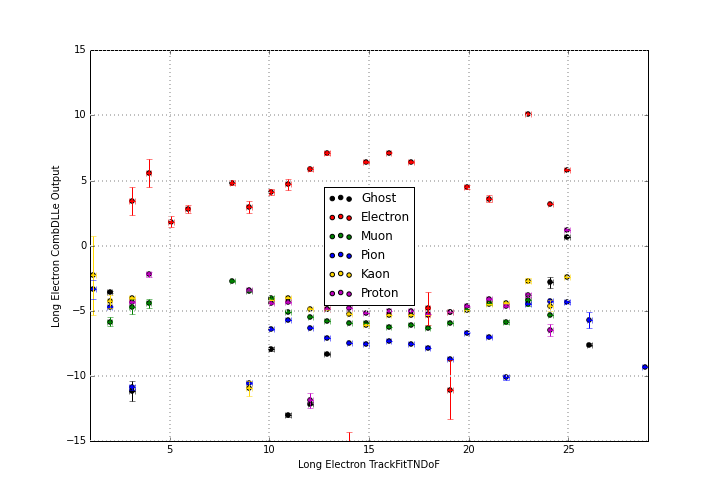 15
10
5
0
−5
−10
−15
Long Electron CombDLLe Output
Ghost
Electron
Muon
Pion
Kaon
Proton
5 10 15 20 25
Long Electron TrackFitTNDoF